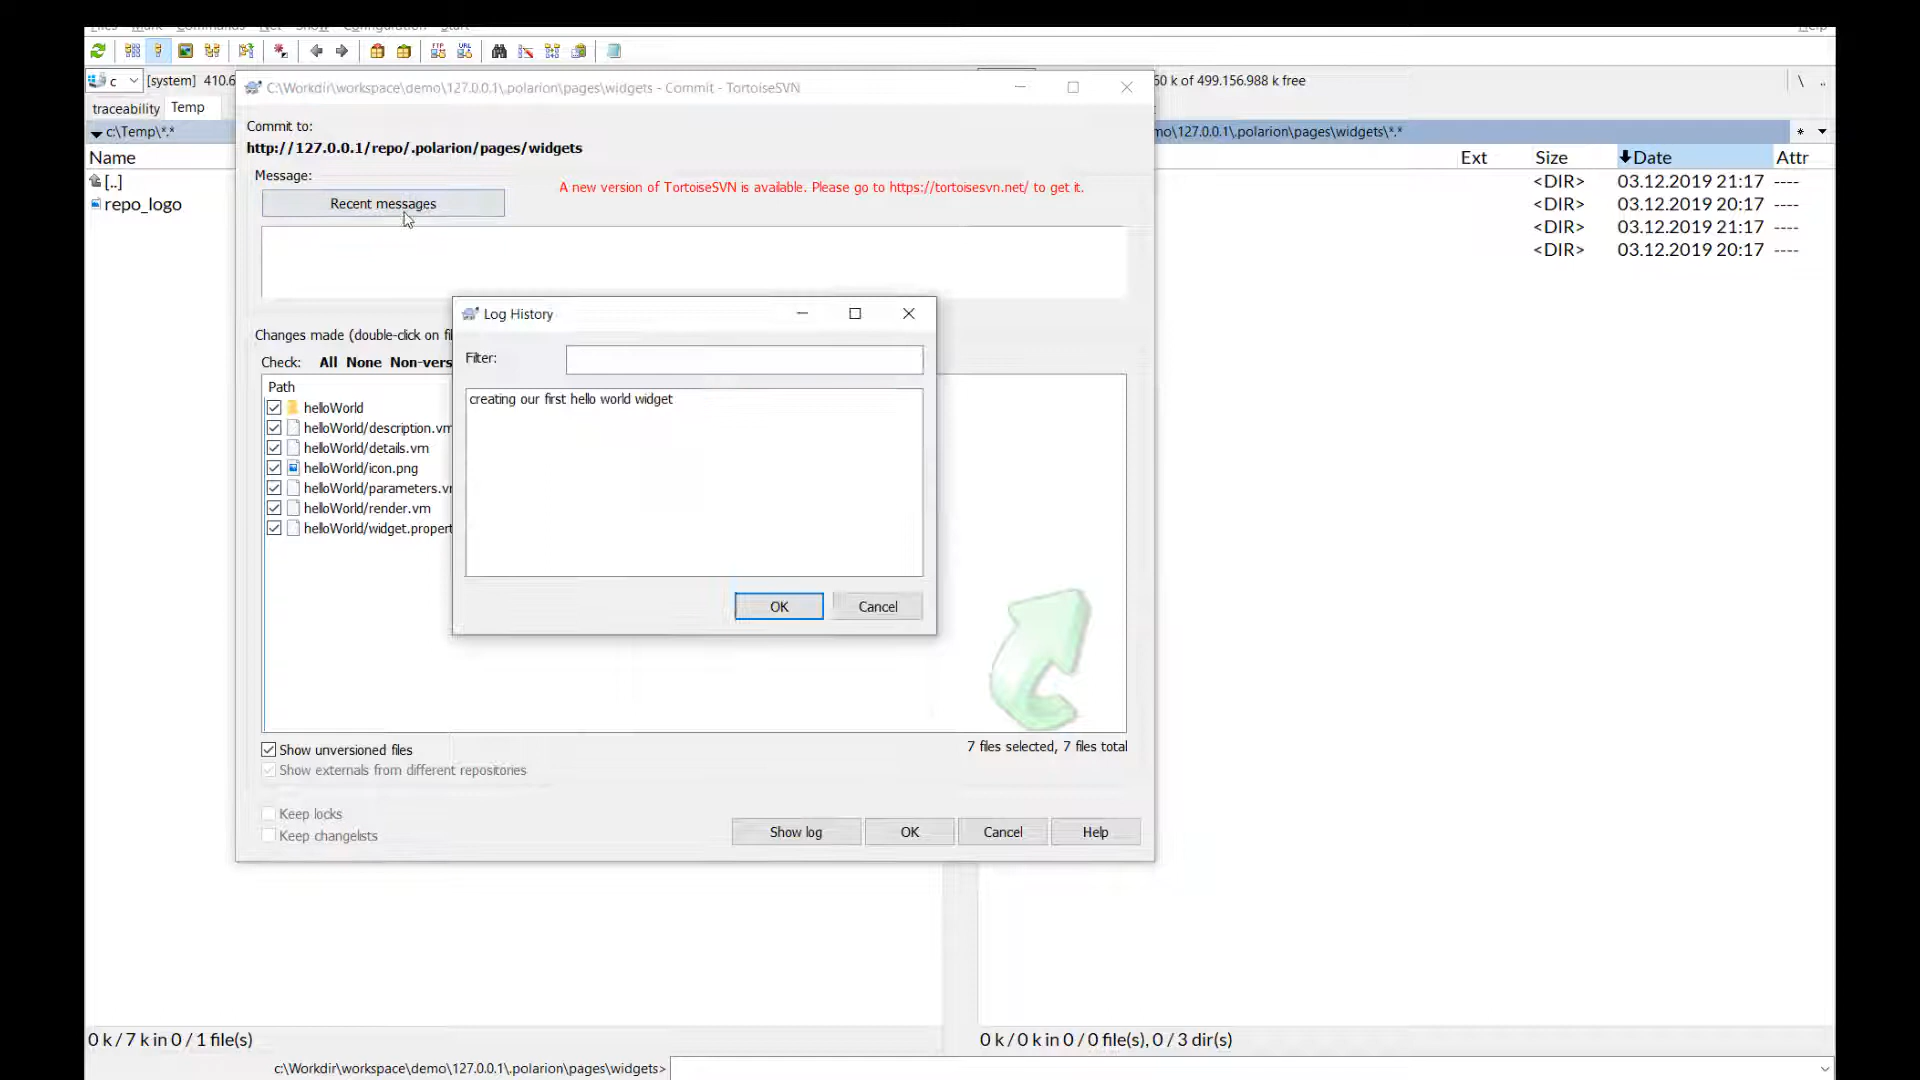 Files Mark Commands Net Show Configuration Start Help
c [system] 410.6
50 k of 499.156.988 k free \ ..
traceability Temp
c:\Temp\*.*
mo\127.0.0.1\.polarion\pages\widgets\*.* *
Name
[..]
repo_logo
C:\Workdir\workspace\demo\127.0.0.1\.polarion\pages\widgets - Commit - TortoiseSVN
Commit to:
http://127.0.0.1/repo/.polarion/pages/widgets
Message:
A new version of TortoiseSVN is available. Please go to https://tortoisesvn.net/ to get it.
Recent messages
Changes made (double-click on fi
Check: All None Non-vers
Path
helloWorld
helloWorld/description.vm
helloWorld/details.vm
helloWorld/icon.png
helloWorld/parameters.v
helloWorld/render.vm
helloWorld/widget.propert
Log History
Filter:
creating our first hello world widget
OK Cancel
7 files selected, 7 files total
Show unversioned files
Show externals from different repositories
Keep locks
Keep changelists
Show log OK Cancel Help
Ext Size Date Attr
<DIR> 03.12.2019 21:17 ----
<DIR> 03.12.2019 20:17 ----
<DIR> 03.12.2019 21:17 ----
<DIR> 03.12.2019 20:17 ----
0 k / 7 k in 0 / 1 file(s)
0 k / 0 k in 0 / 0 file(s), 0 / 3 dir(s)
c:\Workdir\workspace\demo\127.0.0.1\.polarion\pages\widgets>